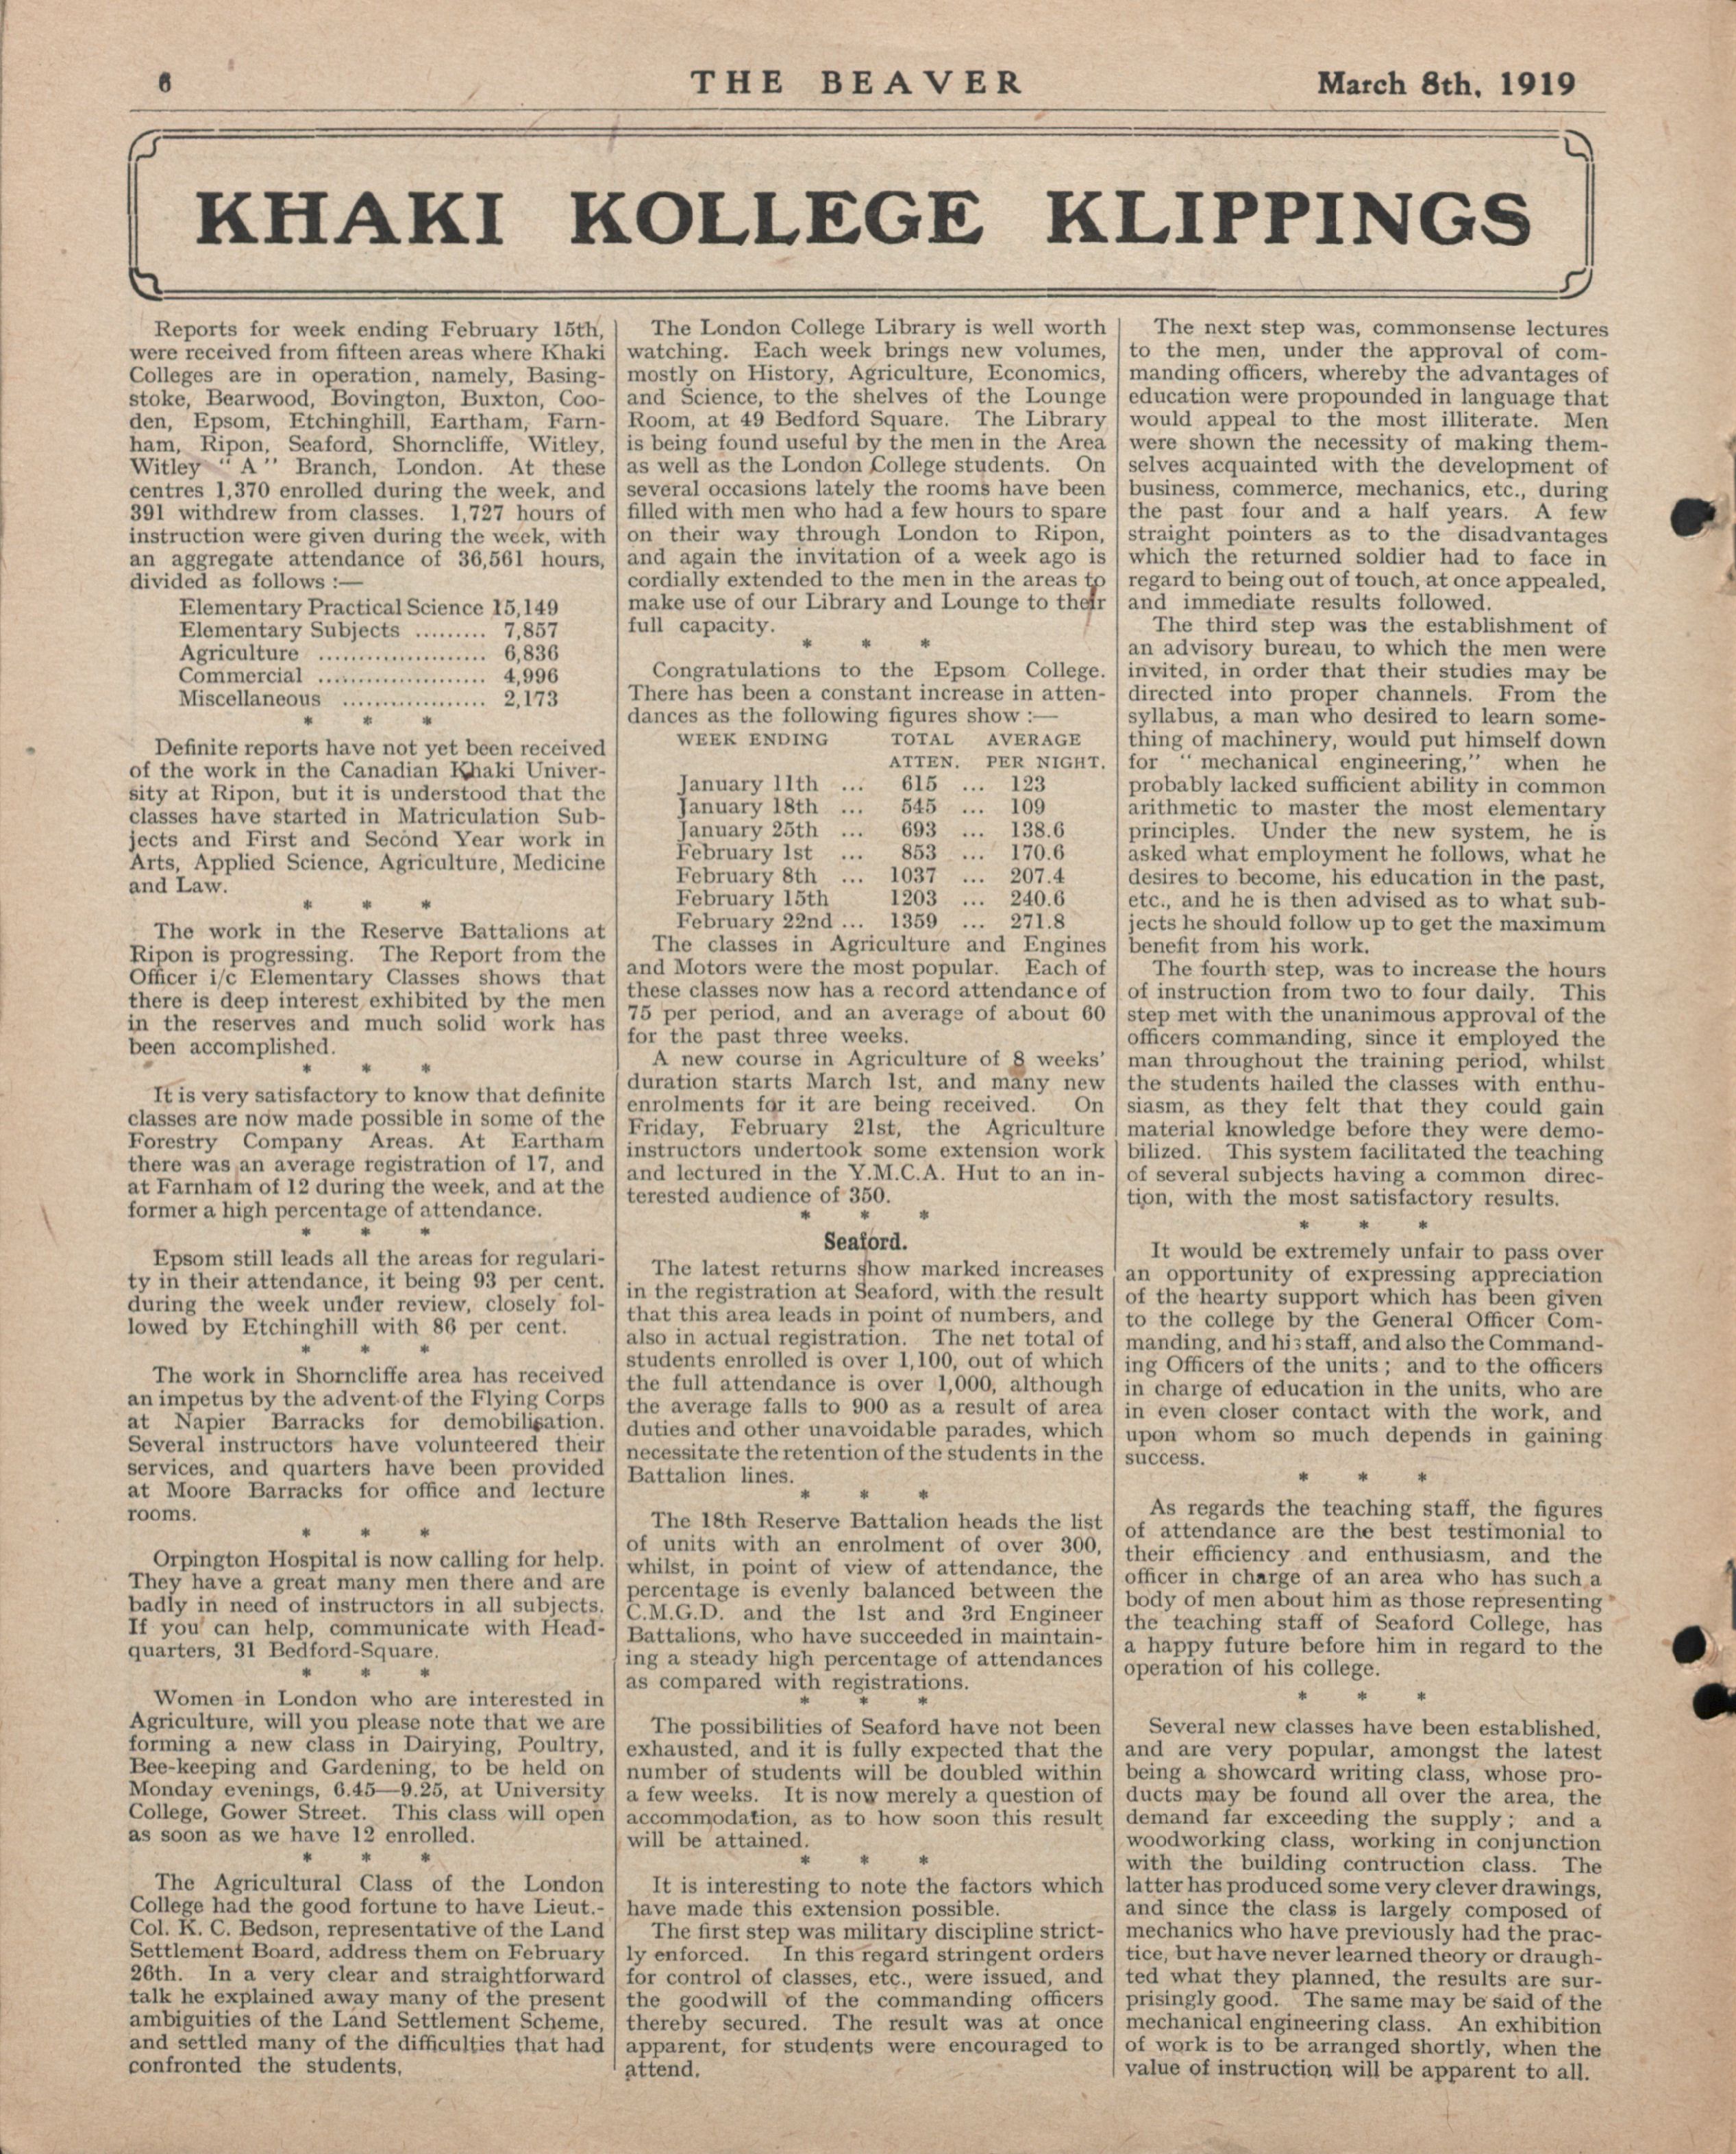 6
THE BEAVER
March 8th, 1919
KHAKI KOLLEGE KLIPPINGS
Reports for week ending February 15th,
were received from fifteen areas where Khaki
Colleges are in operation, namely, Basing-
stoke, Bearwood, Bovington, Buxton, Coo-
den, Epsom, Etchinghill, Eartham, Farn-
ham, Ripon, Seaford, Shorncliffe, Witley,
Witley " A " Branch, London. At these
centres 1,370 enrolled during the week, and
391 withdrew from classes. 1,727 hours of
instruction were given during the week, with
an aggregate attendance of 36,561 hours,
divided as follows :—
Elementary Practical Science 15,149
Elementary Subjects ......... 7,857
Agriculture ..................... 6,836
Commercial ..................... 4,996
Miscellaneous .................. 2,173
* * *
Definite reports have not yet been received
of the work in the Canadian Khaki Univer-
sity at Ripon, but it is understood that the
classes have started in Matriculation Sub-
jects and First and Second Year work in
Arts, Applied Science, Agriculture, Medicine
and Law.
* * *
The work in the Reserve Battalions at
Ripon is progressing. The Report from the
Officer i/c Elementary Classes shows that
there is deep interest exhibited by the men
in the reserves and much solid work has
been accomplished.
* * *
It is very satisfactory to know that definite
classes are now made possible in some of the
Forestry Company Areas. At Eartham
there was an average registration of 17, and
at Farnham of 12 during the week, and at the
former a high percentage of attendance.
* * *
Epsom still leads all the areas for regulari-
ty in their attendance, it being 93 per cent.
during the week under review, closely fol-
lowed by Etchinghill with 86 per cent.
* * *
The work in Shorncliffe area has received
an impetus by the advent of the Flying Corps
at Napier Barracks for demobilisation.
Several instructors have volunteered their
services, and quarters have been provided
at Moore Barracks for office and lecture
rooms.
* * *
Orpington Hospital is now calling for help.
They have a great many men there and are
badly in need of instructors in all subjects.
If you can help, communicate with Head-
quarters, 31 Bedford-Square.
* * *
Women in London who are interested in
Agriculture, will you please note that we are
forming a new class in Dairying, Poultry,
Bee-keeping and Gardening, to be held on
Monday evenings, 6.45—9.25, at University
College, Gower Street. This class will open
as soon as we have 12 enrolled.
* * *
The Agricultural Class of the London
College had the good fortune to have Lieut.-
Col. K. C. Bedson, representative of the Land
Settlement Board, address them on February
26th. In a very clear and straightforward
talk he explained away many of the present
ambiguities of the Land Settlement Scheme,
and settled many of the difficulties that had
confronted the students.
The London College Library is well worth
watching. Each week brings new volumes,
mostly on History, Agriculture, Economics,
and Science, to the shelves of the Lounge
Room, at 49 Bedford Square. The Library
is being found useful by the men in the Area
as well as the London College students. On
several occasions lately the rooms have been
filled with men who had a few hours to spare
on their way through London to Ripon,
and again the invitation of a week ago is
cordially extended to the men in the areas to
make use of our Library and Lounge to their
full capacity.
* * *
Congratulations to the Epsom College.
There has been a constant increase in atten-
dances as the following figures show :—
WEEK ENDING TOTAL AVERAGE
ATTEN. PER NIGHT.
January 11th ... 615 ... 123
January 18th ... 545 ... 109
January 25th ... 693 ... 138.6
February 1st ... 853 ... 170.6
February 8th ... 1037 ... 207.4
February 15th 1203 ... 240.6
February 22nd ... 1359 ... 271.8
The classes in Agriculture and Engines
and Motors were the most popular. Each of
these classes now has a record attendance of
75 per period, and an average of about 60
for the past three weeks.
A new course in Agriculture of 8 weeks'
duration starts March 1st, and many new
enrolments for it are being received. On
Friday, February 21st, the Agriculture
instructors undertook some extension work
and lectured in the Y.M.C.A. Hut to an in-
terested audience of 350.
* * *
Seaford.
The latest returns show marked increases
in the registration at Seaford, with the result
that this area leads in point of numbers, and
also in actual registration. The net total of
students enrolled is over 1,100, out of which
the full attendance is over 1,000, although
the average falls to 900 as a result of area
duties and other unavoidable parades, which
necessitate the retention of the students in the
Battalion lines.
* * *
The 18th Reserve Battalion heads the list
of units with an enrolment of over 300,
whilst, in point of view of attendance, the
percentage is evenly balanced between the
C.M.G.D. and the 1st and 3rd Engineer
Battalions, who have succeeded in maintain-
ing a steady high percentage of attendances
as compared with registrations.
* * *
The possibilities of Seaford have not been
exhausted, and it is fully expected that the
number of students will be doubled within
a few weeks. It is now merely a question of
accommodation, as to how soon this result
will be attained.
* * *
It is interesting to note the factors which
have made this extension possible.
The first step was military discipline strict-
ly enforced. In this regard stringent orders
for control of classes, etc., were issued, and
the goodwill of the commanding officers
thereby secured. The result was at once
apparent, for students were encouraged to
attend.
The next step was, commonsense lectures
to the men, under the approval of com-
manding officers, whereby the advantages of
education were propounded in language that
would appeal to the most illiterate. Men
were shown the necessity of making them-
selves acquainted with the development of
business, commerce, mechanics, etc., during
the past four and a half years. A few
straight pointers as to the disadvantages
which the returned soldier had to face in
regard to being out of touch, at once appealed,
and immediate results followed.
The third step was the establishment of
an advisory bureau, to which the men were
invited, in order that their studies may be
directed into proper channels. From the
syllabus, a man who desired to learn some-
thing of machinery, would put himself down
for " mechanical engineering," when he
probably lacked sufficient ability in common
arithmetic to master the most elementary
principles. Under the new system, he is
asked what employment he follows, what he
desires to become, his education in the past,
etc., and he is then advised as to what sub-
jects he should follow up to get the maximum
benefit from his work.
The fourth step, was to increase the hours
of instruction from two to four daily. This
step met with the unanimous approval of the
officers commanding, since it employed the
man throughout the training period, whilst
the students hailed the classes with enthu-
siasm, as they felt that they could gain
material knowledge before they were demo-
bilized. This system facilitated the teaching
of several subjects having a common direc-
tion, with the most satisfactory results.
* * *
It would be extremely unfair to pass over
an opportunity of expressing appreciation
of the hearty support which has been given
to the college by the General Officer Com-
manding, and his staff, and also the Command-
ing Officers of the units ; and to the officers
in charge of education in the units, who are
in even closer contact with the work, and
upon whom so much depends in gaining
success.
* * *
As regards the teaching staff, the figures
of attendance are the best testimonial to
their efficiency and enthusiasm, and the
officer in charge of an area who has such a
body of men about him as those representing
the teaching staff of Seaford College, has
a happy future before him in regard to the
operation of his college.
* * *
Several new classes have been established,
and are very popular, amongst the latest
being a showcard writing class, whose pro-
ducts may be found all over the area, the
demand far exceeding the supply ; and a
woodworking class, working in conjunction
with the building contruction class. The
latter has produced some very clever drawings,
and since the class is largely composed of
mechanics who have previously had the prac-
tice, but have never learned theory or draugh-
ted what they planned, the results are sur-
prisingly good. The same may be said of the
mechanical engineering class. An exhibition
of work is to be arranged shortly, when the
value of instruction will be apparent to all.